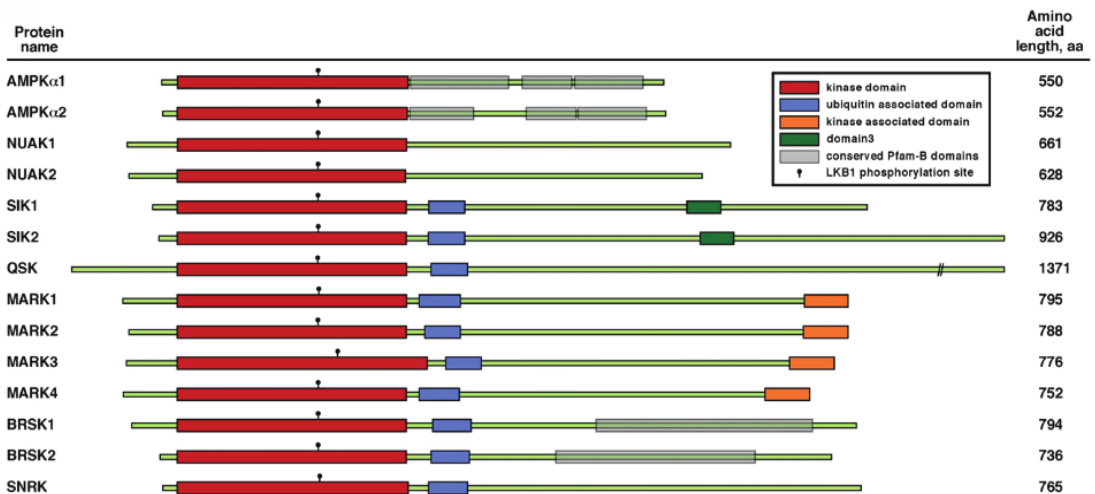 Protein name
Amino acid length, aa
AMPKα1 550
AMPKα2 552
NUAK1 661
NUAK2 628
SIK1 783
SIK2 926
QSK 1371
MARK1 795
MARK2 788
MARK3 776
MARK4 752
BRSK1 794
BRSK2 736
SNRK 765
kinase domain
ubiquitin associated domain
kinase associated domain
domain3
conserved Pfam-B domains
LKB1 phosphorylation site